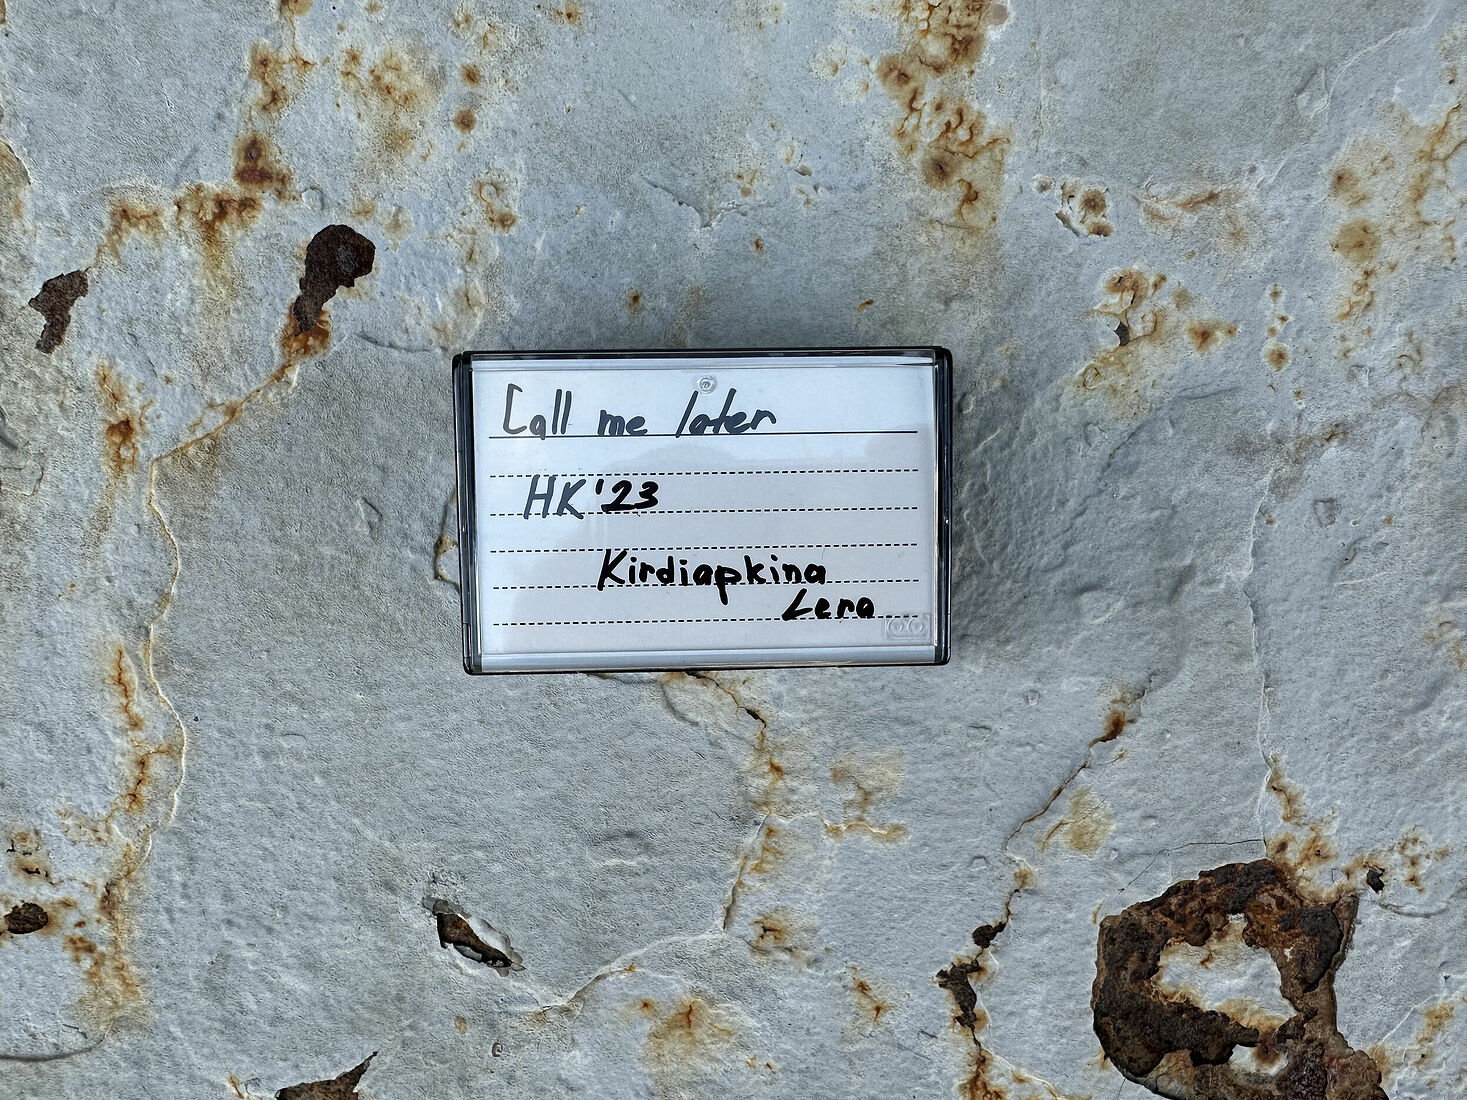 Call me later
HK'23
Kirdiapkina
Lera